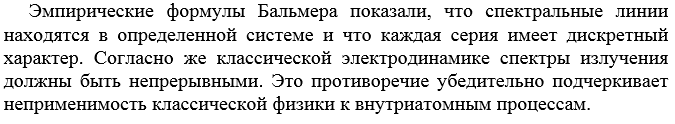 Эмпирические формулы Бальмера показали, что спектральные линии
находятся в определенной системе и что каждая серия имеет дискретный
характер. Согласно же классической электродинамике спектры излучения
должны быть непрерывными. Это противоречие убедительно подчеркивает
неприменимость классической физики к внутриатомным процессам.